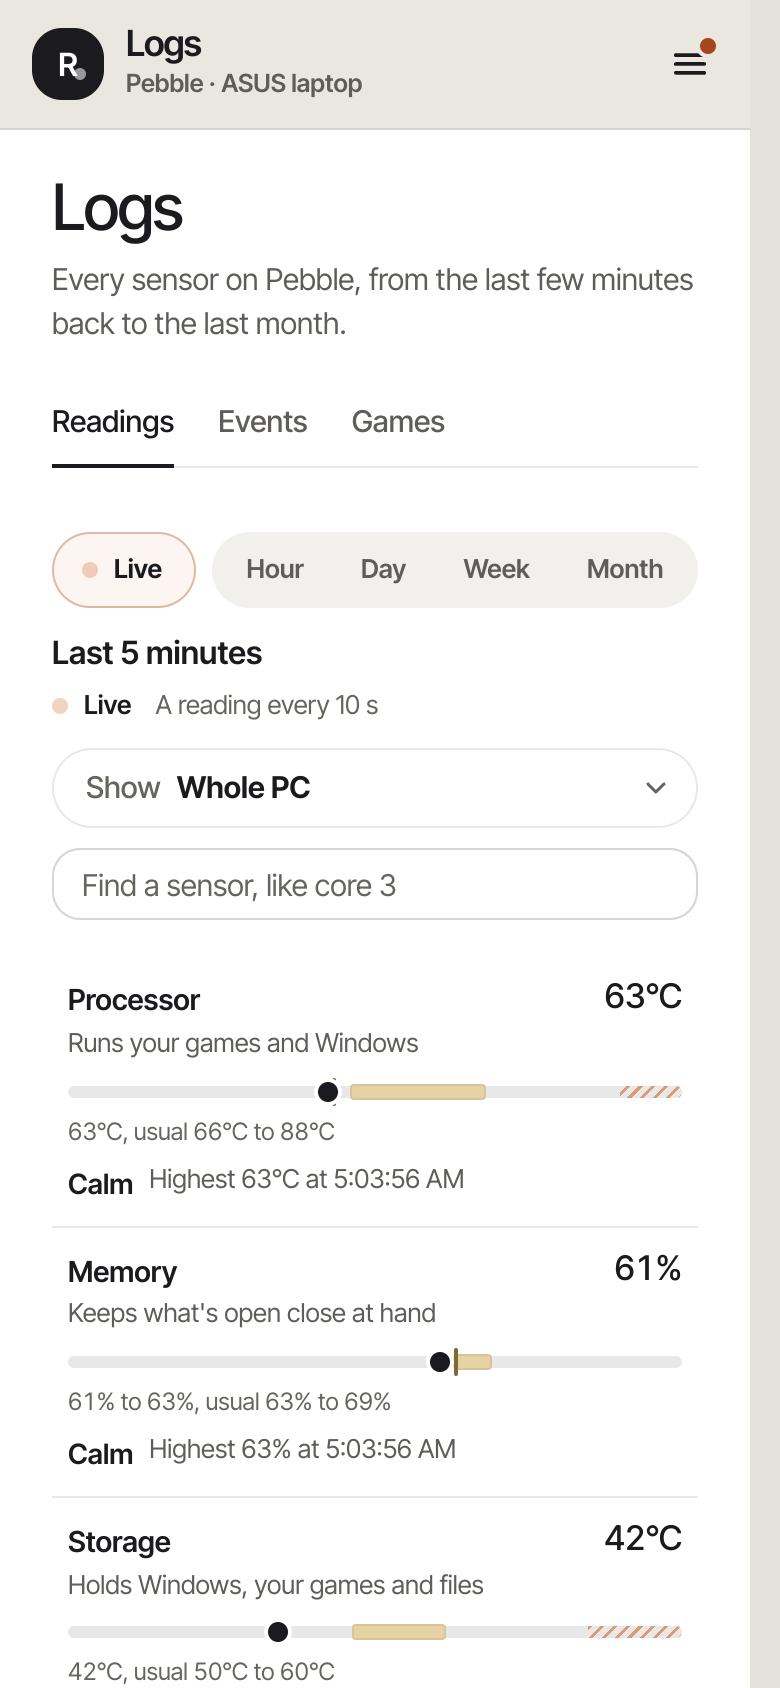 R
Logs
Pebble · ASUS laptop
Logs
Every sensor on Pebble, from the last few minutes
back to the last month.
Readings Events Games
Live Hour Day Week Month
Last 5 minutes
Live A reading every 10 s
Show Whole PC
Find a sensor, like core 3
Processor 63°C
Runs your games and Windows
63°C, usual 66°C to 88°C
Calm Highest 63°C at 5:03:56 AM
Memory 61%
Keeps what's open close at hand
61% to 63%, usual 63% to 69%
Calm Highest 63% at 5:03:56 AM
Storage 42°C
Holds Windows, your games and files
42°C, usual 50°C to 60°C